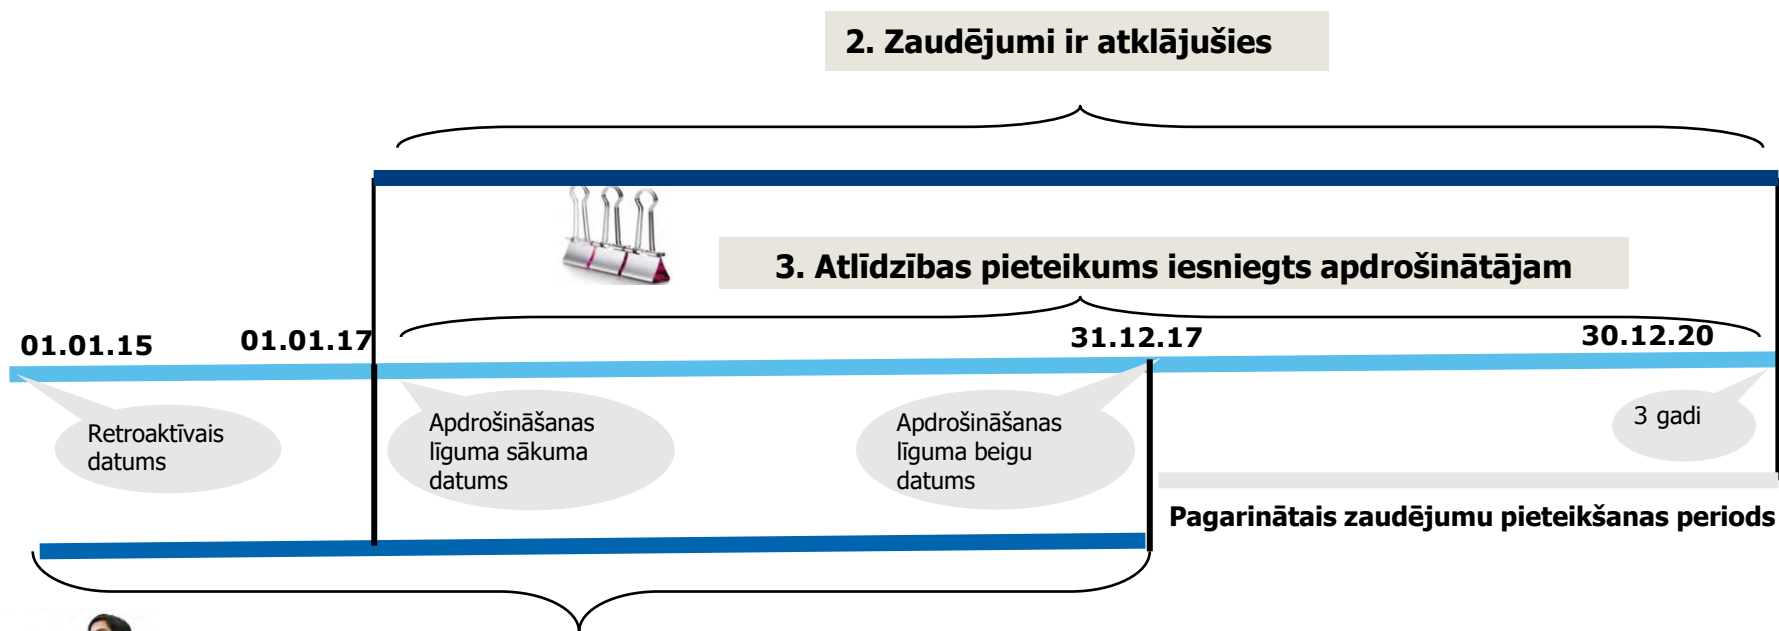 2. Zaudējumi ir atklājušies
3. Atlīdzības pieteikums iesniegts apdrošinātājam
01.01.15
01.01.17
31.12.17
30.12.20
Retroaktīvais
datums
Apdrošināšanas
līguma sākuma
datums
Apdrošināšanas
līguma beigu
datums
3 gadi
Pagarinātais zaudējumu pieteikšanas periods